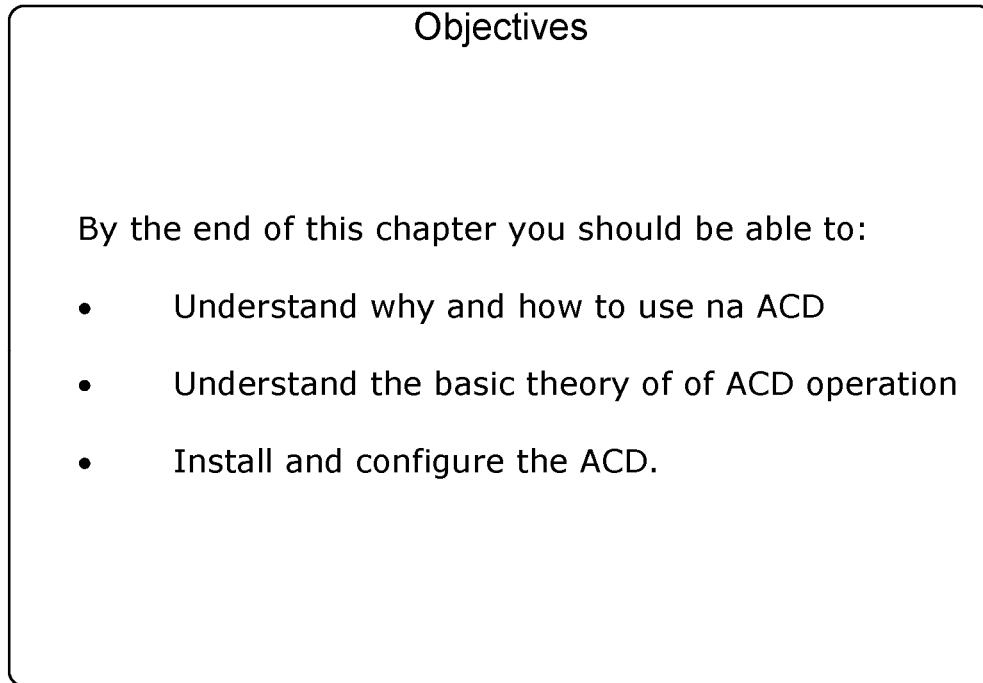 Objectives
By the end of this chapter you should be able to:
• Understand why and how to use na ACD
• Understand the basic theory of of ACD operation
• Install and configure the ACD.